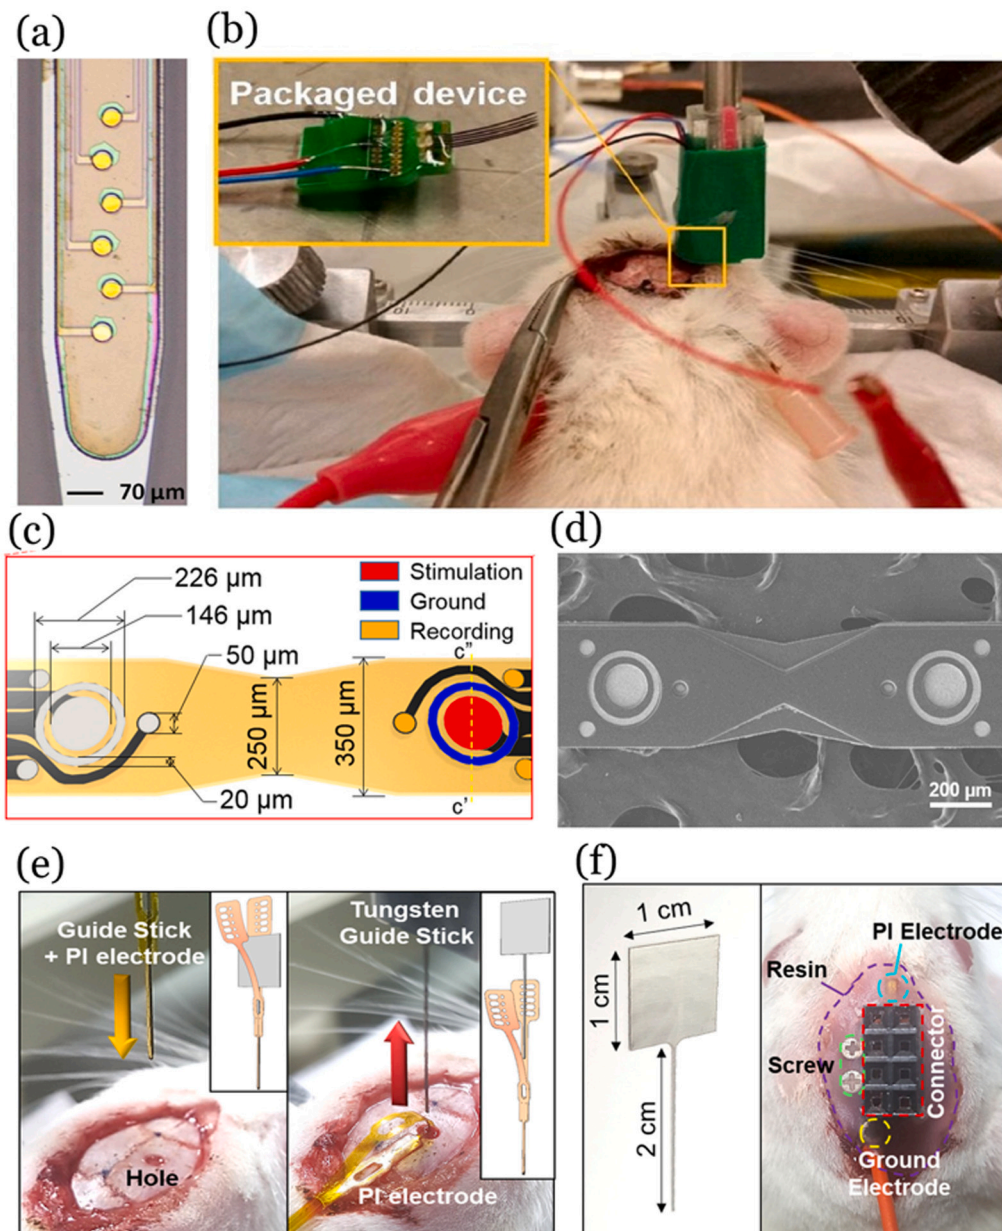 (a)
70 µm
(b)
Packaged device
(c)
226 µm
146 µm
50 µm
20 µm
250 µm
350 µm
Stimulation
Ground
Recording
c"
c'
(d)
200 µm
(e)
Guide Stick
+ PI electrode
Hole
Tungsten
Guide Stick
PI electrode
(f)
1 cm
1 cm
2 cm
PI Electrode
Resin
Screw
Connector
Ground
Electrode